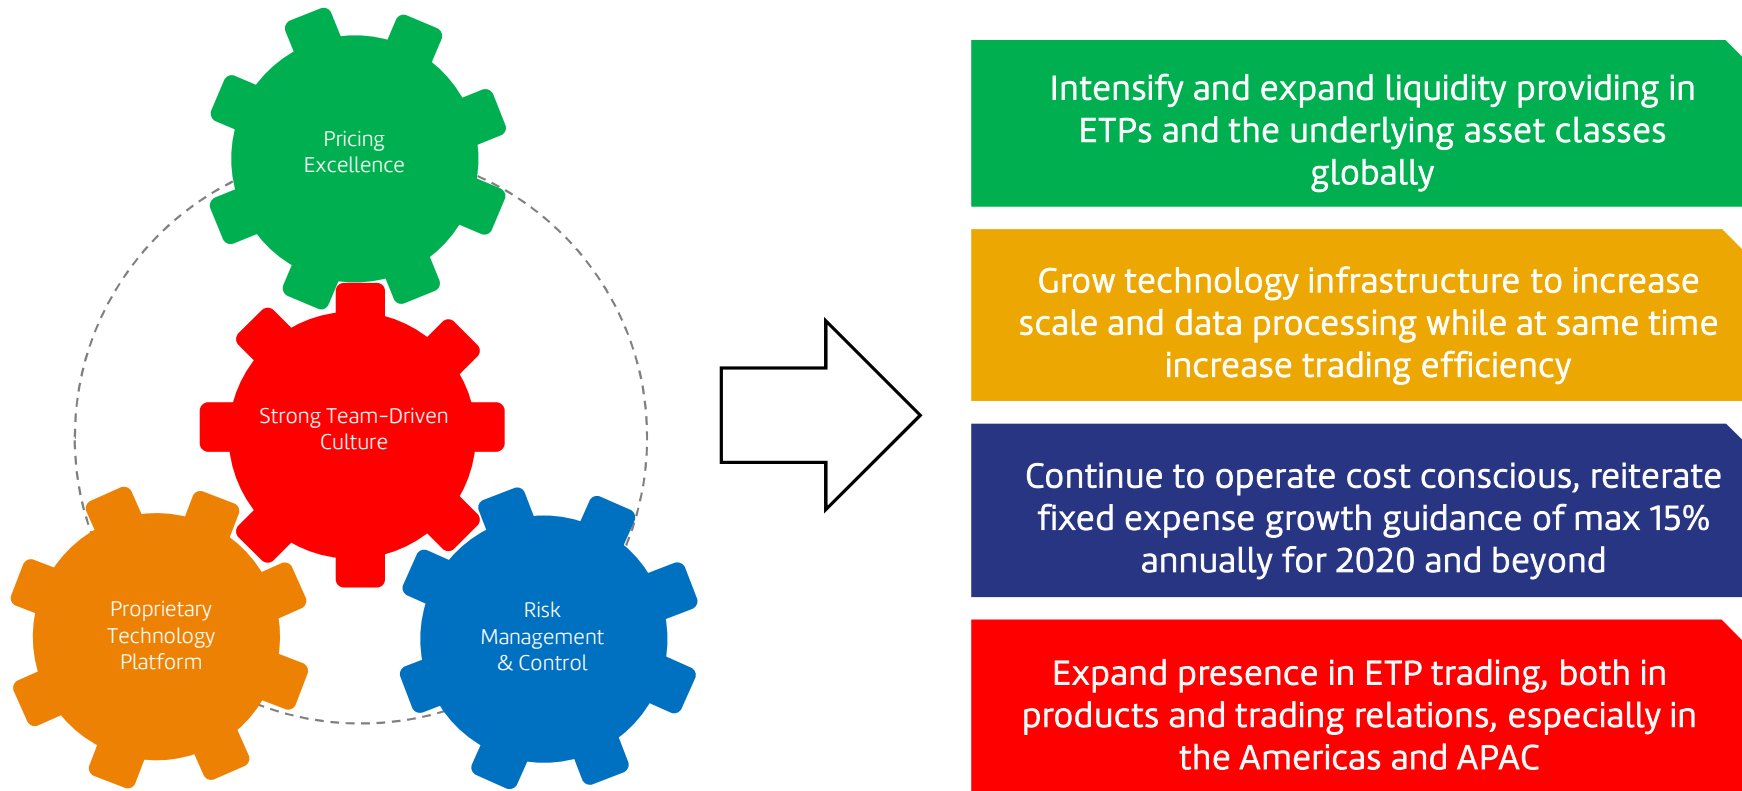 Pricing
Excellence
Strong Team-Driven
Culture
Proprietary
Technology
Platform
Risk
Management
& Control
Intensify and expand liquidity providing in
ETPs and the underlying asset classes
globally
Grow technology infrastructure to increase
scale and data processing while at same time
increase trading efficiency
Continue to operate cost conscious, reiterate
fixed expense growth guidance of max 15%
annually for 2020 and beyond
Expand presence in ETP trading, both in
products and trading relations, especially in
the Americas and APAC